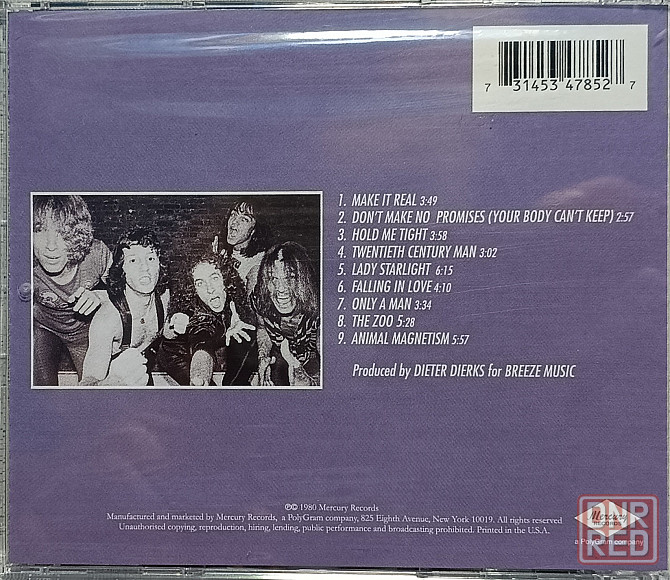 7 31453 47852 7
1. MAKE IT REAL 3:49
2. DON'T MAKE NO PROMISES (YOUR BODY CAN'T KEEP) 2:57
3. HOLD ME TIGHT 3:58
4. TWENTIETH CENTURY MAN 3:02
5. LADY STARLIGHT 6:15
6. FALLING IN LOVE 4:10
7. ONLY A MAN 3:34
8. THE ZOO 5:28
9. ANIMAL MAGNETISM 5:57
Produced by DIETER DIERKS for BREEZE MUSIC
℗© 1980 Mercury Records
Manufactured and marketed by Mercury Records, a PolyGram company, 825 Eighth Avenue, New York 10019. All rights reserved
Unauthorised copying, reproduction, hiring, lending, public performance and broadcasting prohibited. Printed in the U.S.A.
Mercury
RECORDS
a PolyGram company
DNP
RED